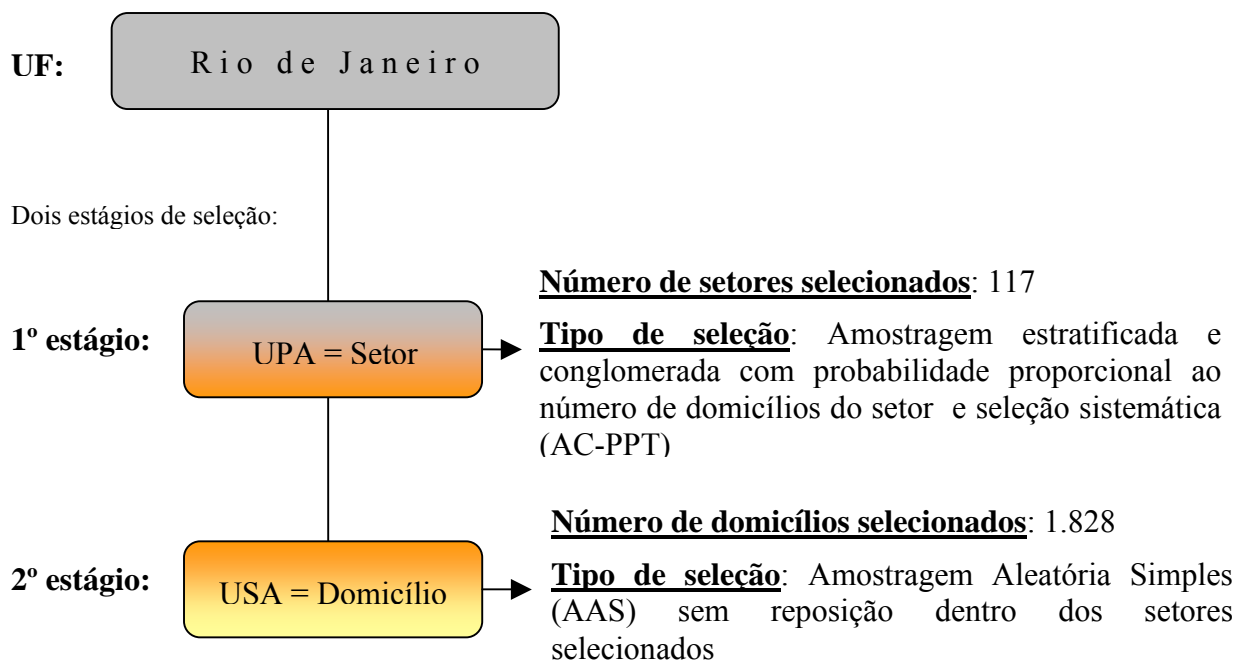 UF:
Rio de Janeiro
Dois estágios de seleção:
1º estágio:
UPA = Setor
Número de setores selecionados: 117
Tipo de seleção: Amostragem estratificada e
conglomerada com probabilidade proporcional ao
número de domicílios do setor e seleção sistemática
(AC-PPT)
2º estágio:
USA = Domicílio
Número de domicílios selecionados: 1.828
Tipo de seleção: Amostragem Aleatória Simples
(AAS) sem reposição dentro dos setores
selecionados